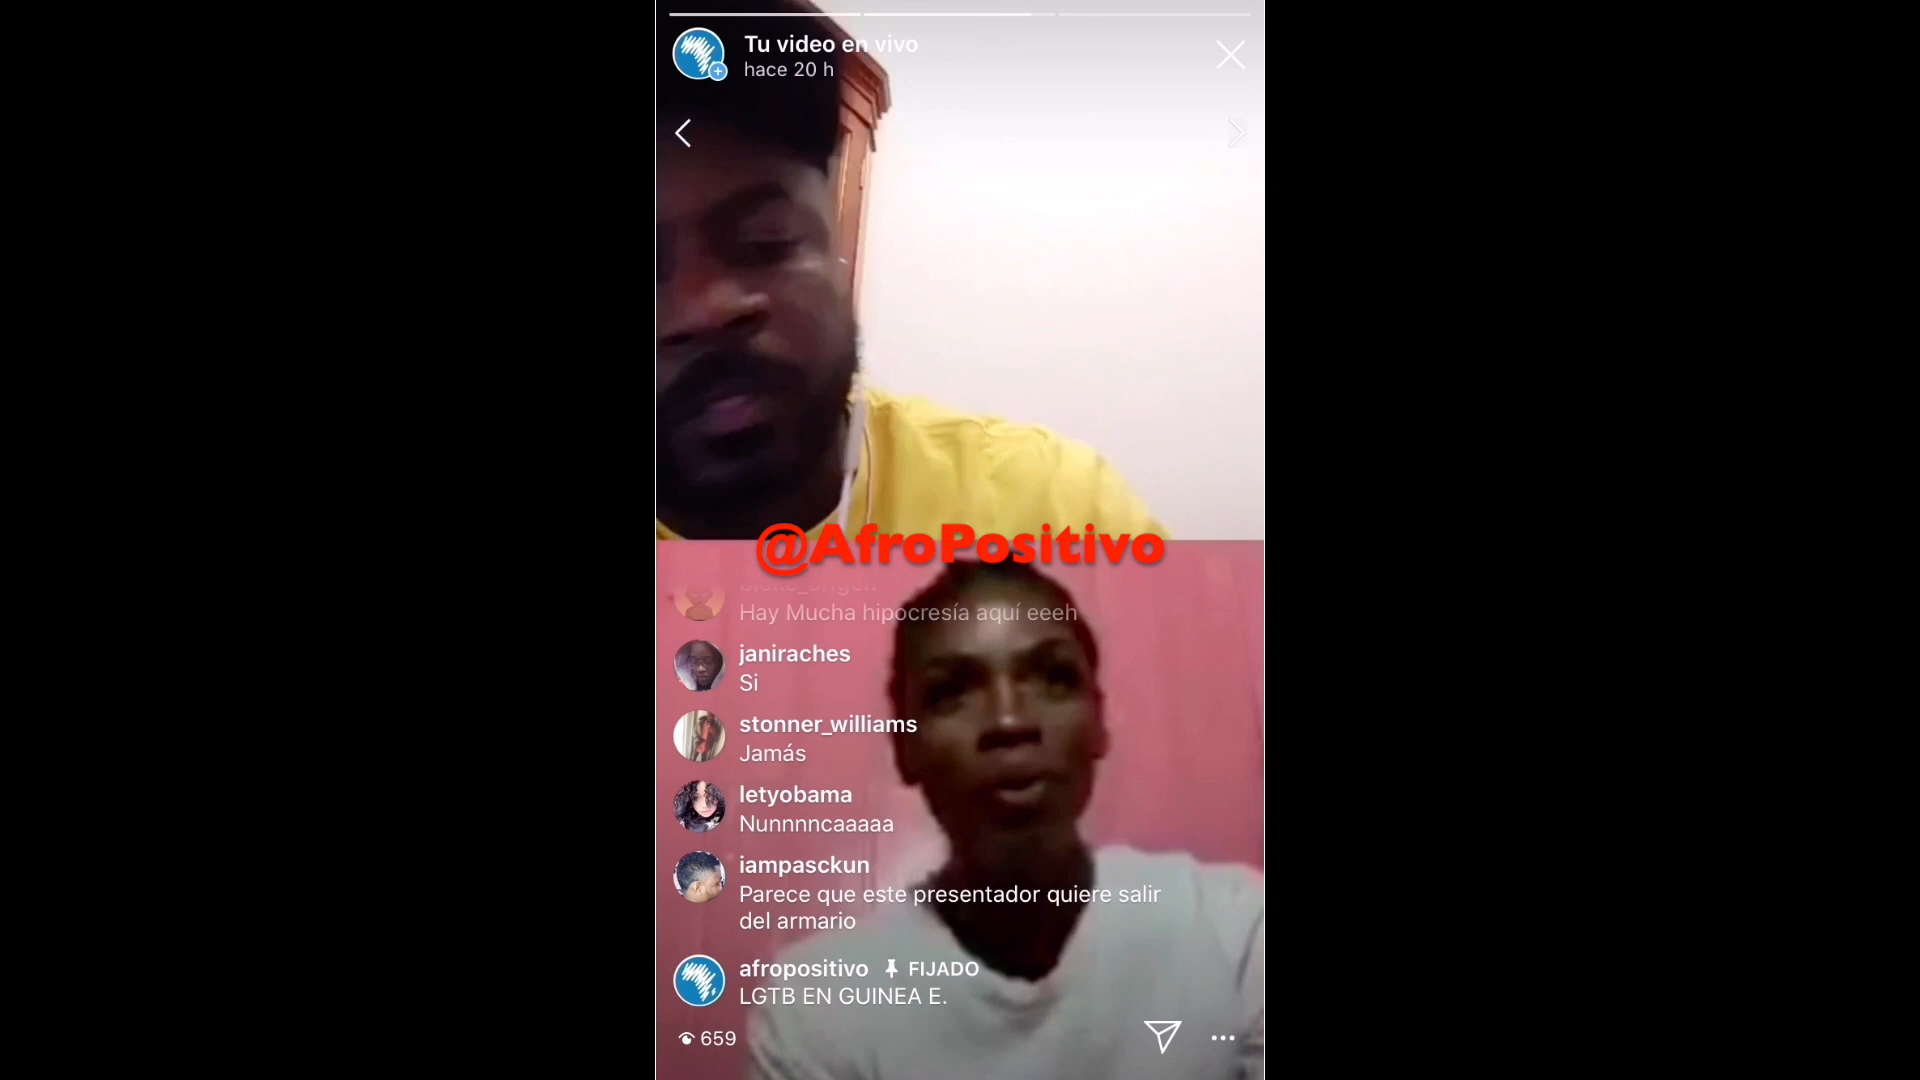 Tu video en vivo
hace 20 h
@AfroPositivo
Hay Mucha hipocresía aquí eeeh
janiraches
Si
stonner_williams
Jamás
letyobama
Nunnnncaaaaa
iampasckun
Parece que este presentador quiere salir
del armario
afropositivo FIJADO
LGTB EN GUINEA E.
659